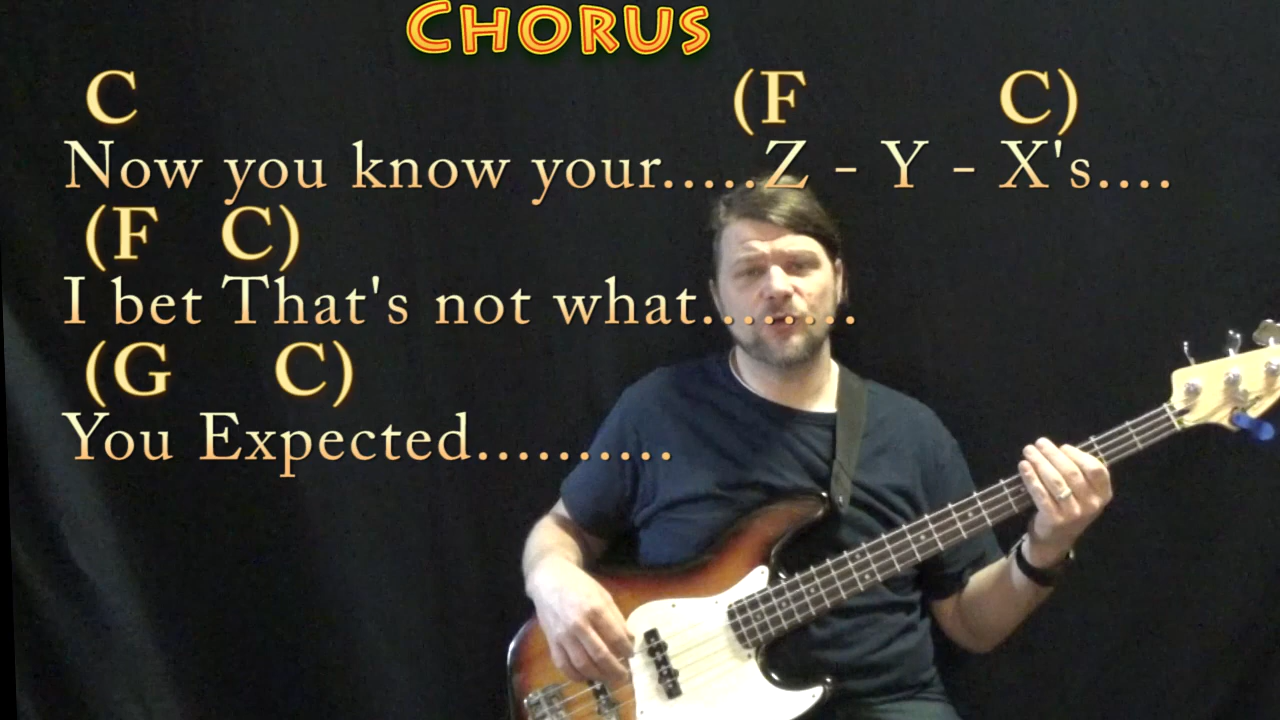 CHORUS
C (F C)
Now you know your.....Z - Y - X's....
(F C)
I bet That's not what........
(G C)
You Expected..........